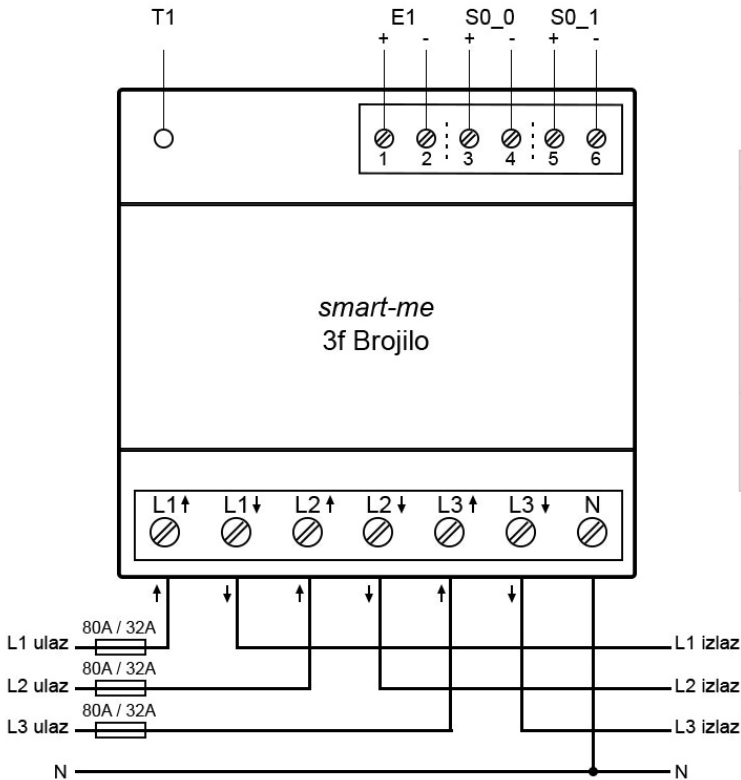 T1 E1 S0_0 S0_1
+ - + - + -
1 2 3 4 5 6
smart-me
3f Brojilo
L1↑ L1↓ L2↑ L2↓ L3↑ L3↓ N
80A / 32A
L1 ulaz L1 izlaz
80A / 32A
L2 ulaz L2 izlaz
80A / 32A
L3 ulaz L3 izlaz
N N